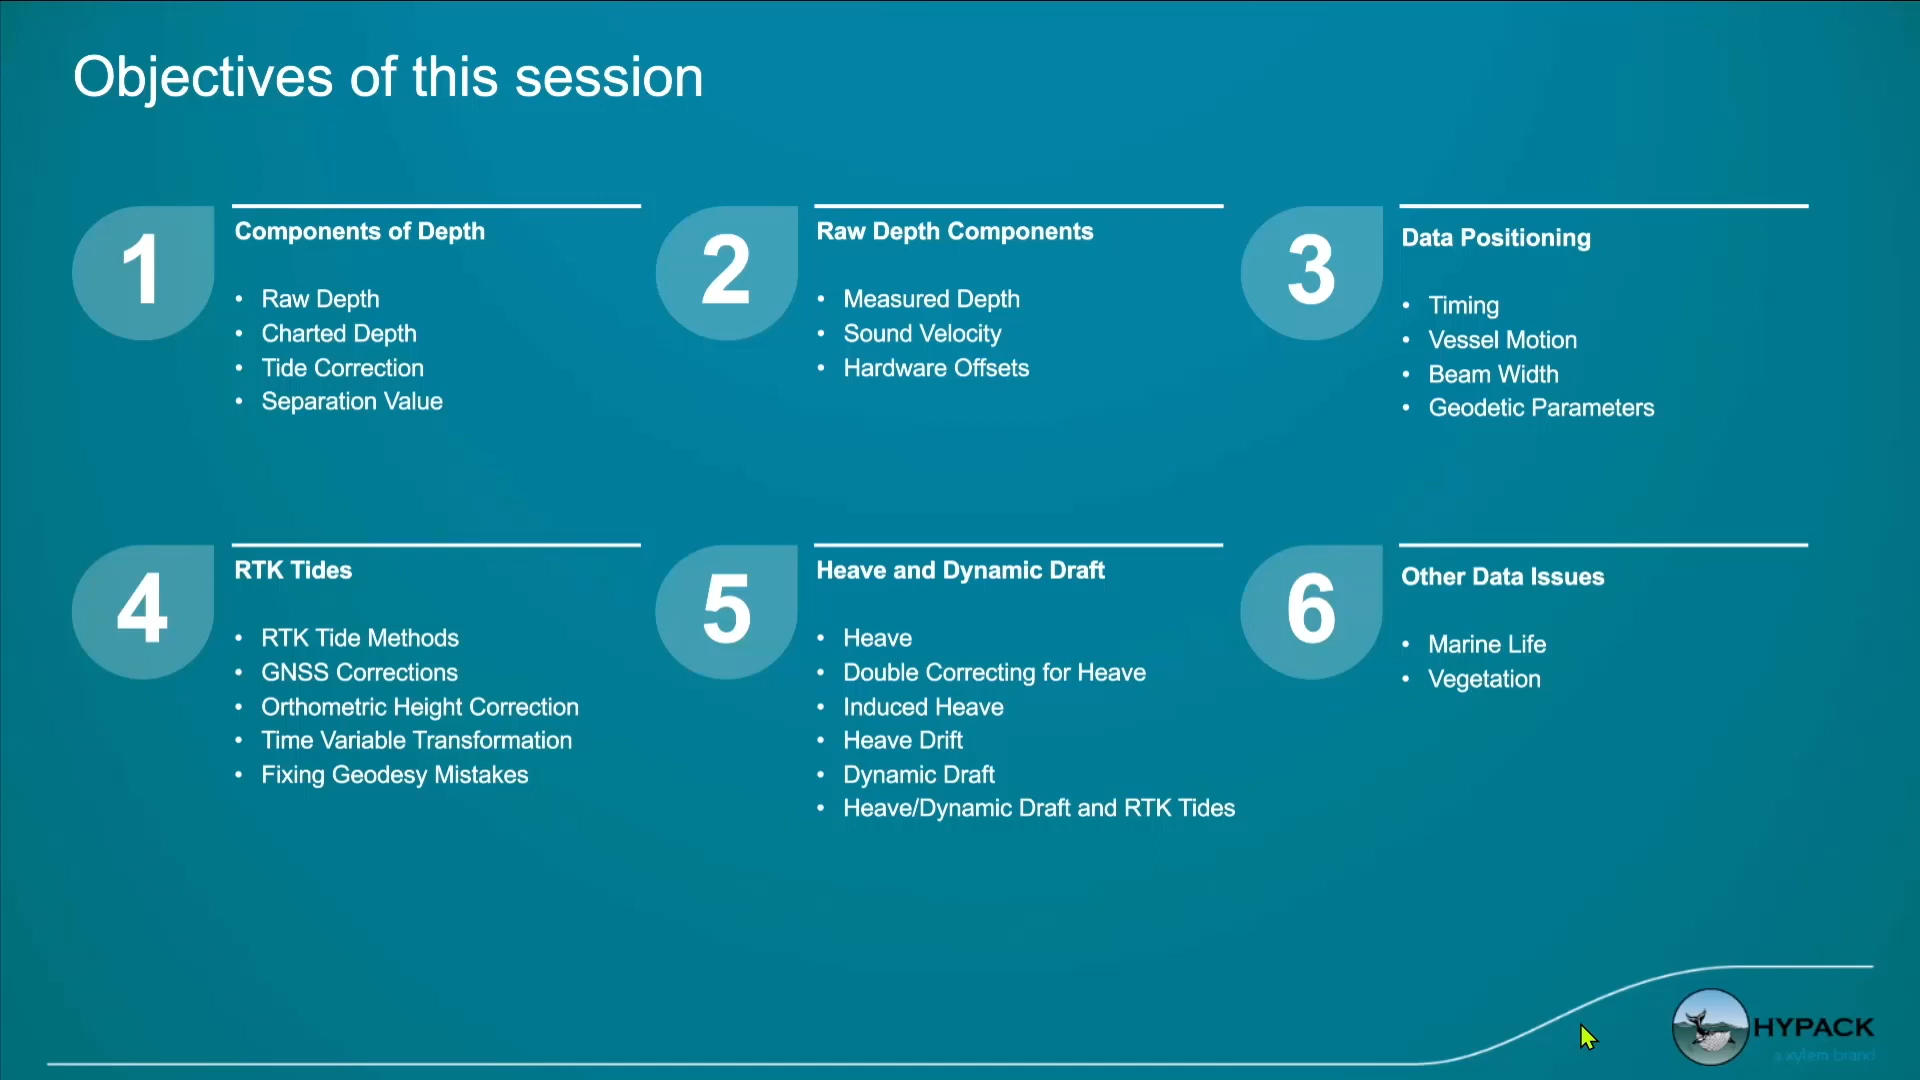 Objectives of this session
1
Components of Depth
• Raw Depth
• Charted Depth
• Tide Correction
• Separation Value
2
Raw Depth Components
• Measured Depth
• Sound Velocity
• Hardware Offsets
3
Data Positioning
• Timing
• Vessel Motion
• Beam Width
• Geodetic Parameters
4
RTK Tides
• RTK Tide Methods
• GNSS Corrections
• Orthometric Height Correction
• Time Variable Transformation
• Fixing Geodesy Mistakes
5
Heave and Dynamic Draft
• Heave
• Double Correcting for Heave
• Induced Heave
• Heave Drift
• Dynamic Draft
• Heave/Dynamic Draft and RTK Tides
6
Other Data Issues
• Marine Life
• Vegetation
HYPACK
a xylem brand